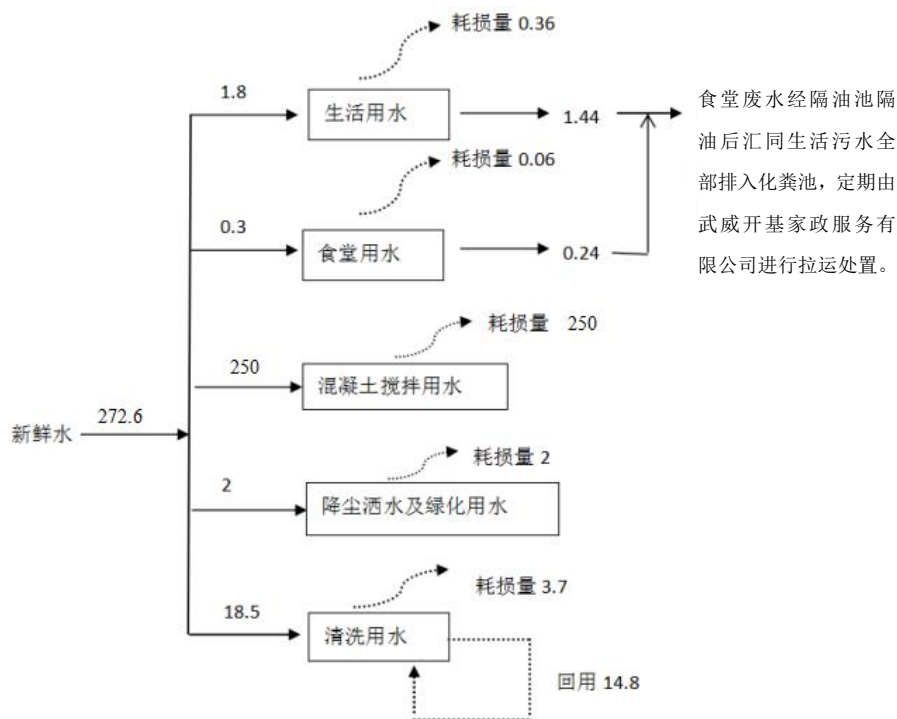 耗损量 0.36
1.8
生活用水
1.44
食堂废水经隔油池隔
油后汇同生活污水全
部排入化粪池，定期由
武威开基家政服务有
限公司进行拉运处置。
耗损量 0.06
0.3
食堂用水
0.24
耗损量 250
250
混凝土搅拌用水
新鲜水
272.6
耗损量 2
2
降尘洒水及绿化用水
耗损量 3.7
18.5
清洗用水
回用 14.8